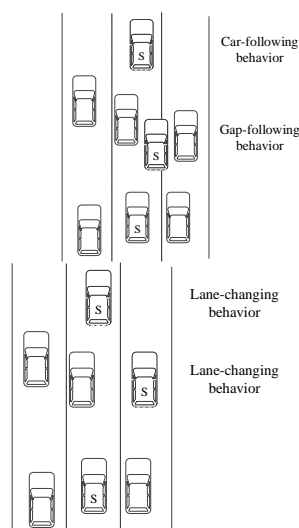 S
Car-following
behavior
Gap-following
behavior
S
S
S
Lane-changing
behavior
Lane-changing
behavior
S
S